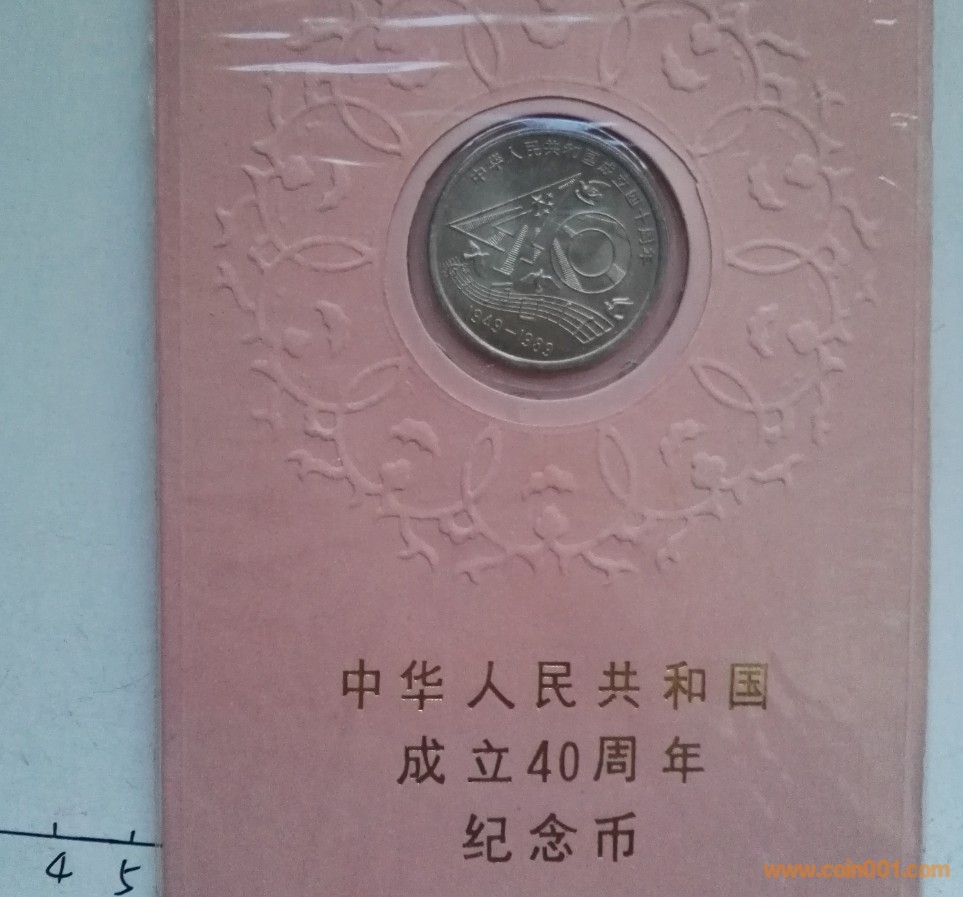 中华人民共和国成立四十周年
1949-1989
中华人民共和国
成立40周年
纪念币
4 5
www.coin001.com